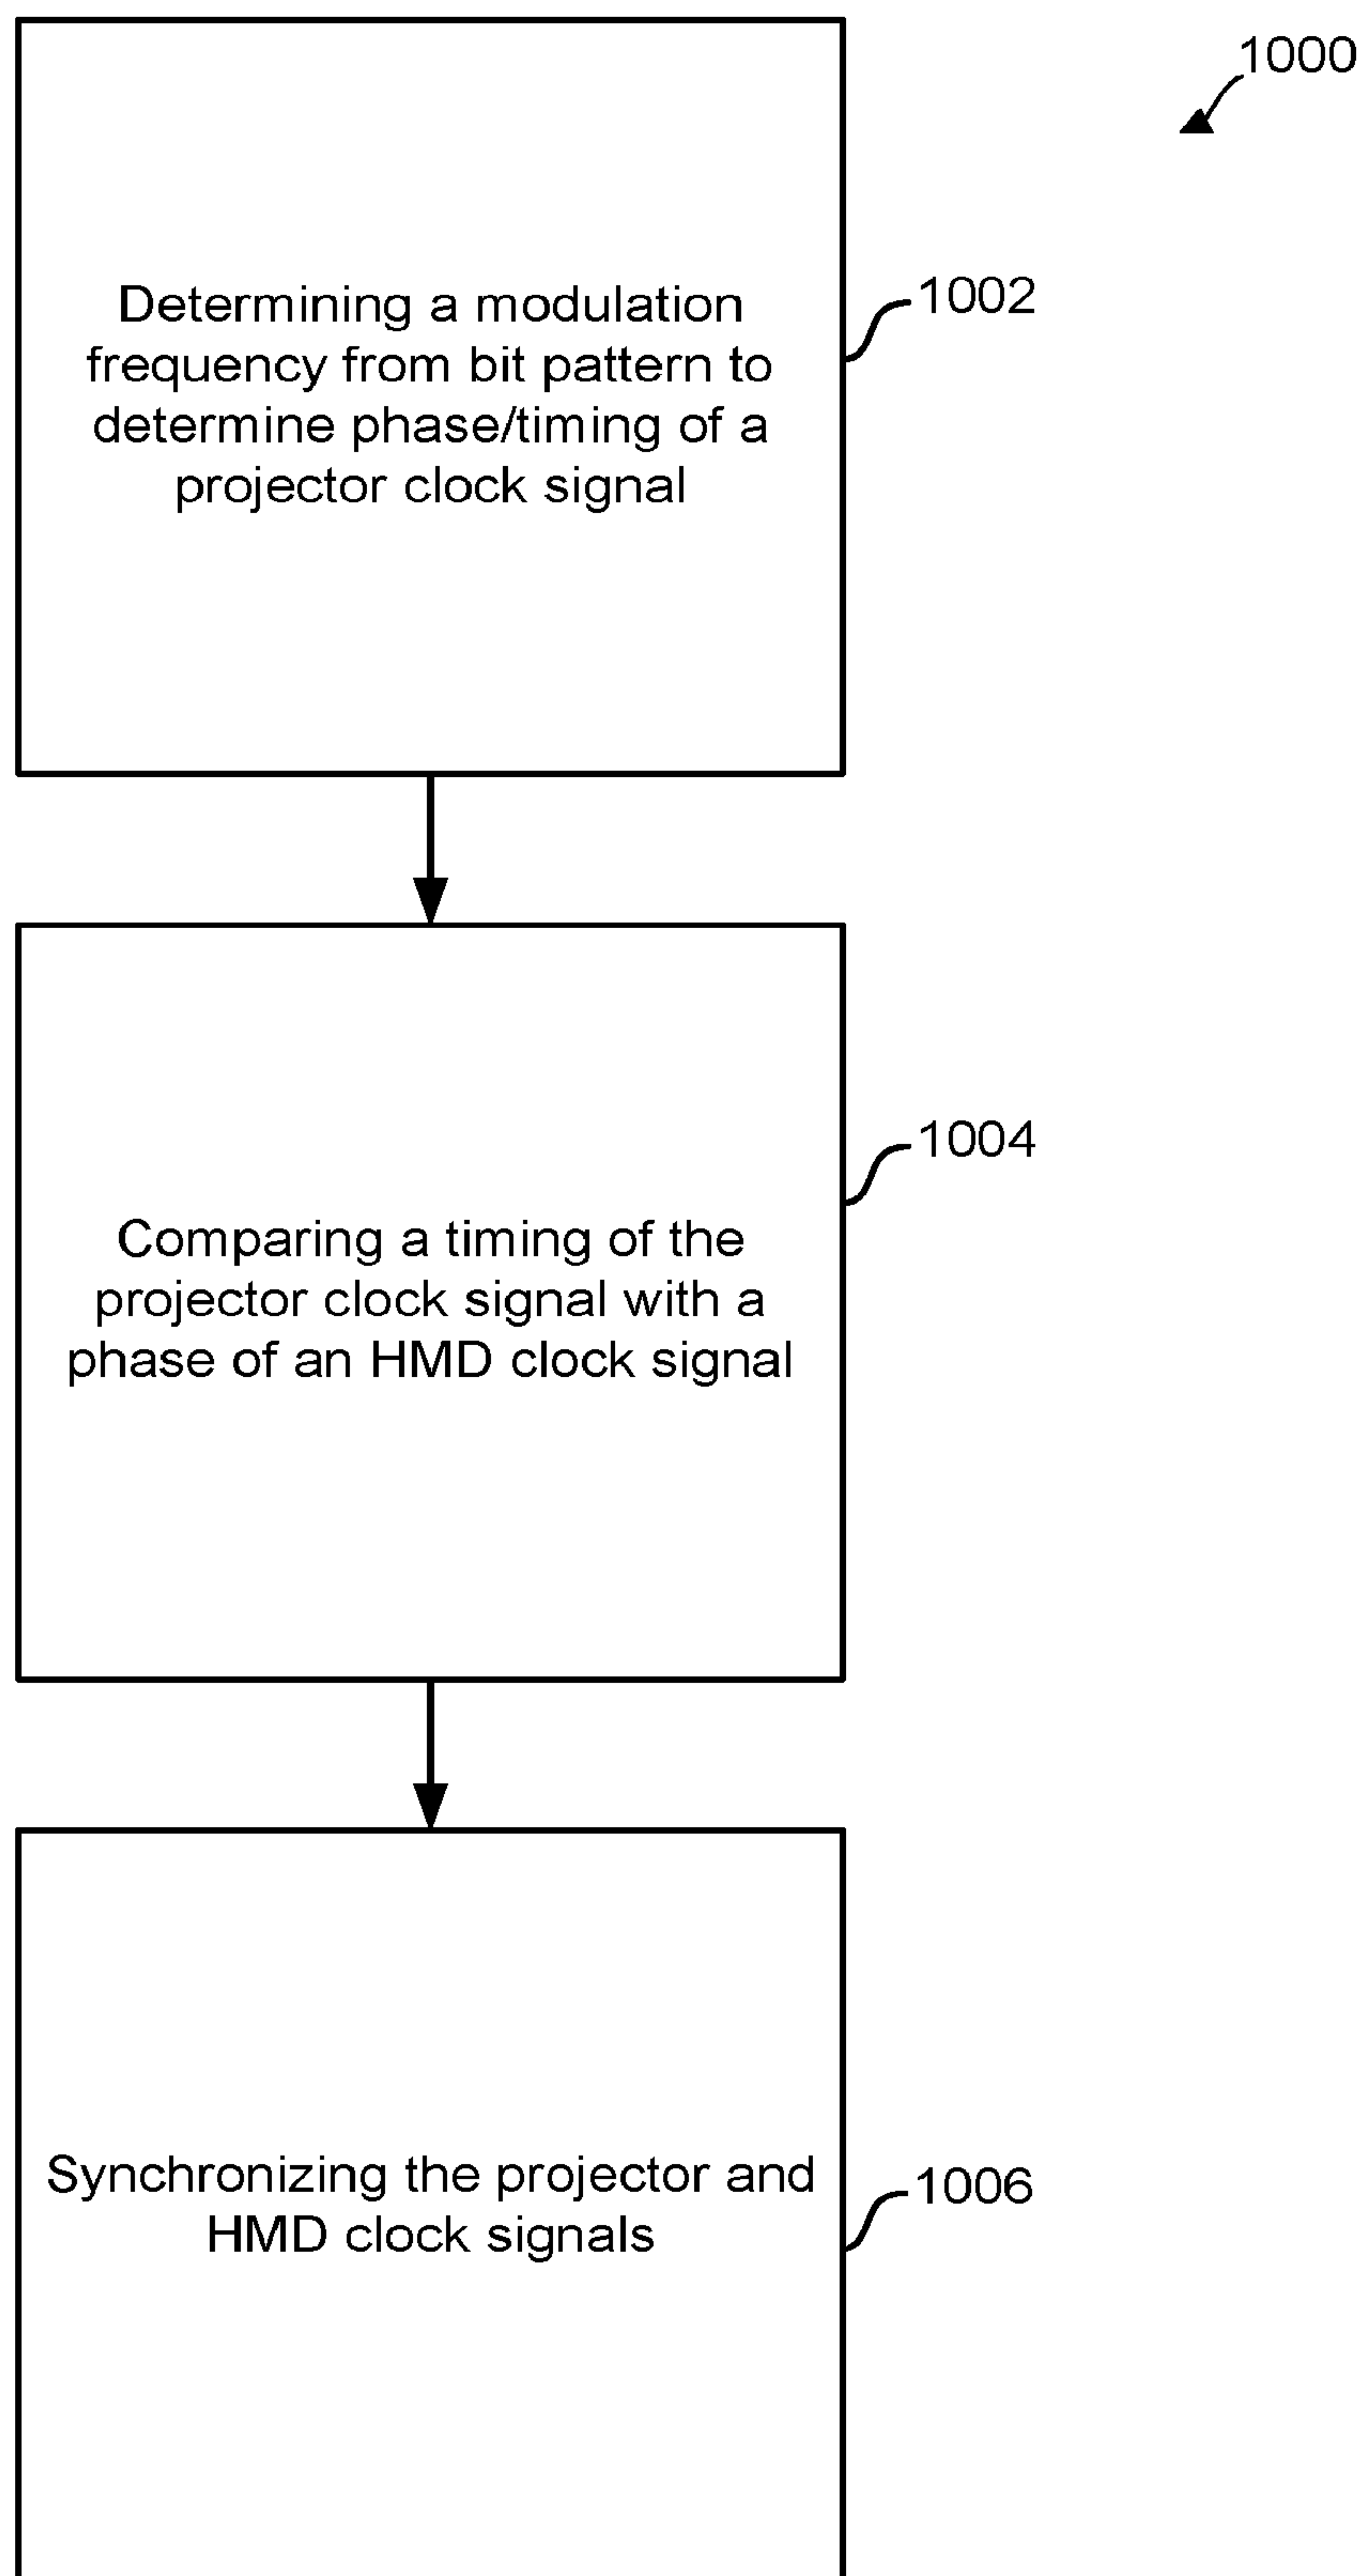 1000
Determining a modulation
frequency from bit pattern to
determine phase/timing of a
projector clock signal
1002
Comparing a timing of the
projector clock signal with a
phase of an HMD clock signal
1004
Synchronizing the projector and
HMD clock signals
1006